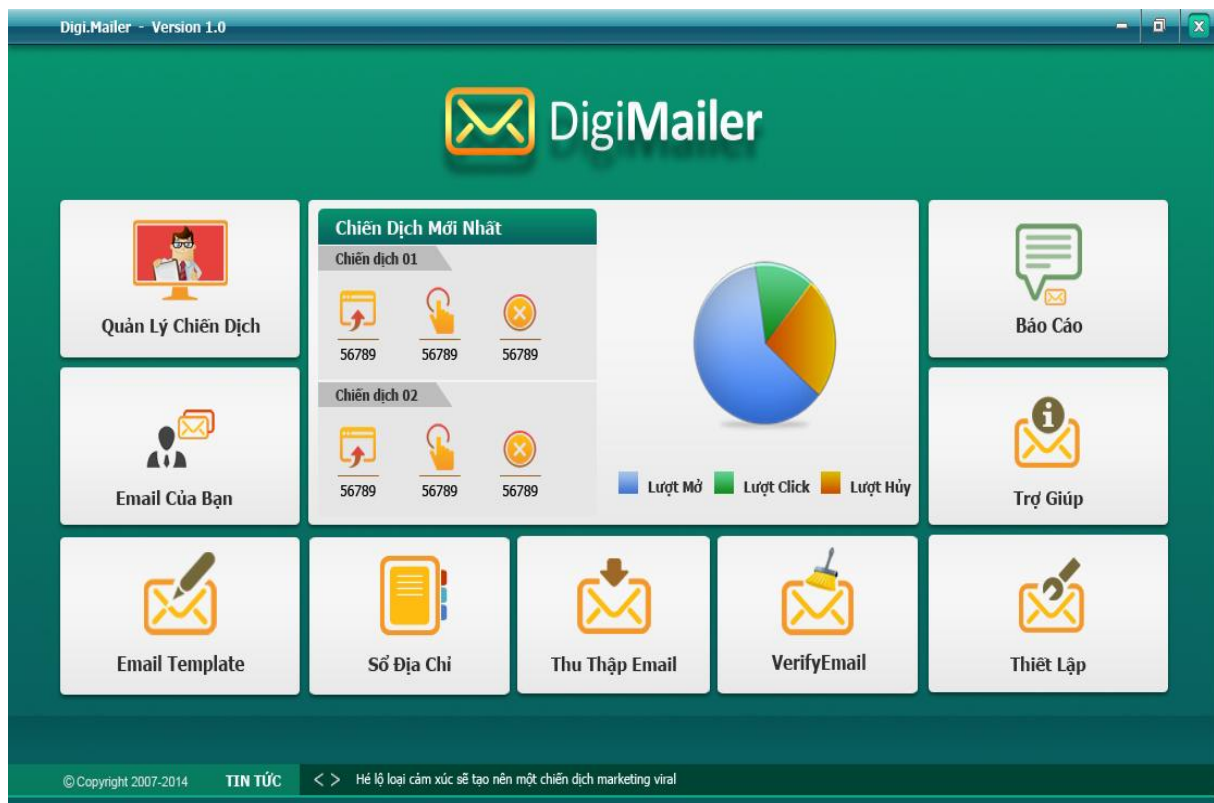 Digi.Mailer - Version 1.0
DigiMailer
Quản Lý Chiến Dịch
Chiến Dịch Mới Nhất
Chiến dịch 01
56789 56789 56789
Chiến dịch 02
56789 56789 56789
Lượt Mở Lượt Click Lượt Hủy
Báo Cáo
Email Của Bạn
Trợ Giúp
Email Template
Sổ Địa Chỉ
Thu Thập Email
VerifyEmail
Thiết Lập
© Copyright 2007-2014 TIN TỨC < > Hé lộ loại cảm xúc sẽ tạo nên một chiến dịch marketing viral